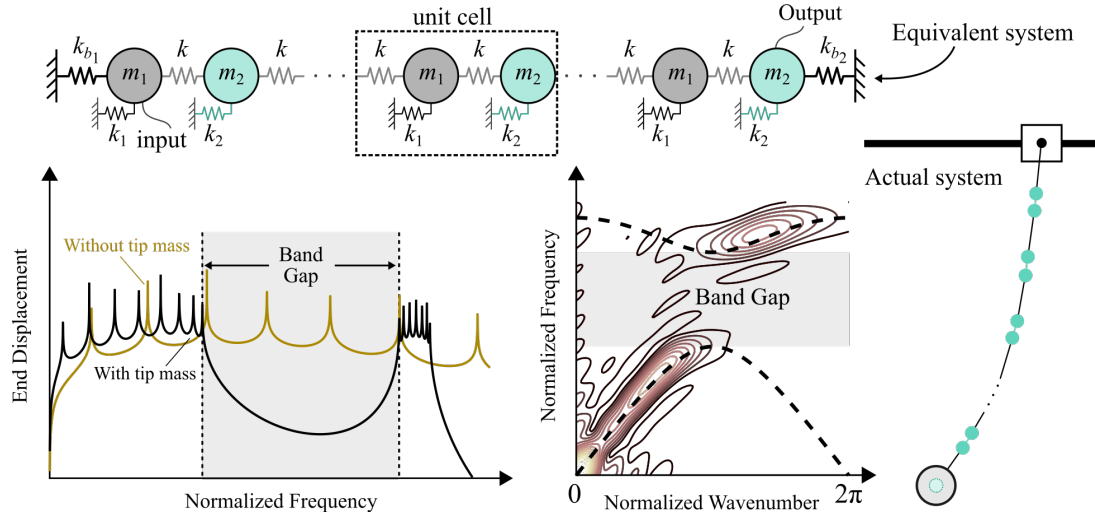 unit cell
Output
k_{b_1} k k k k k k k_{b_2}
Equivalent system
m_1 m_2 · · · m_1 m_2 · · · m_1 m_2
k_1 input k_2 k_1 k_2 k_1 k_2
Actual system
Without tip mass
Band
Gap
With tip mass
End Displacement
Normalized Frequency
Normalized Frequency
Band Gap
0 Normalized Wavenumber 2π